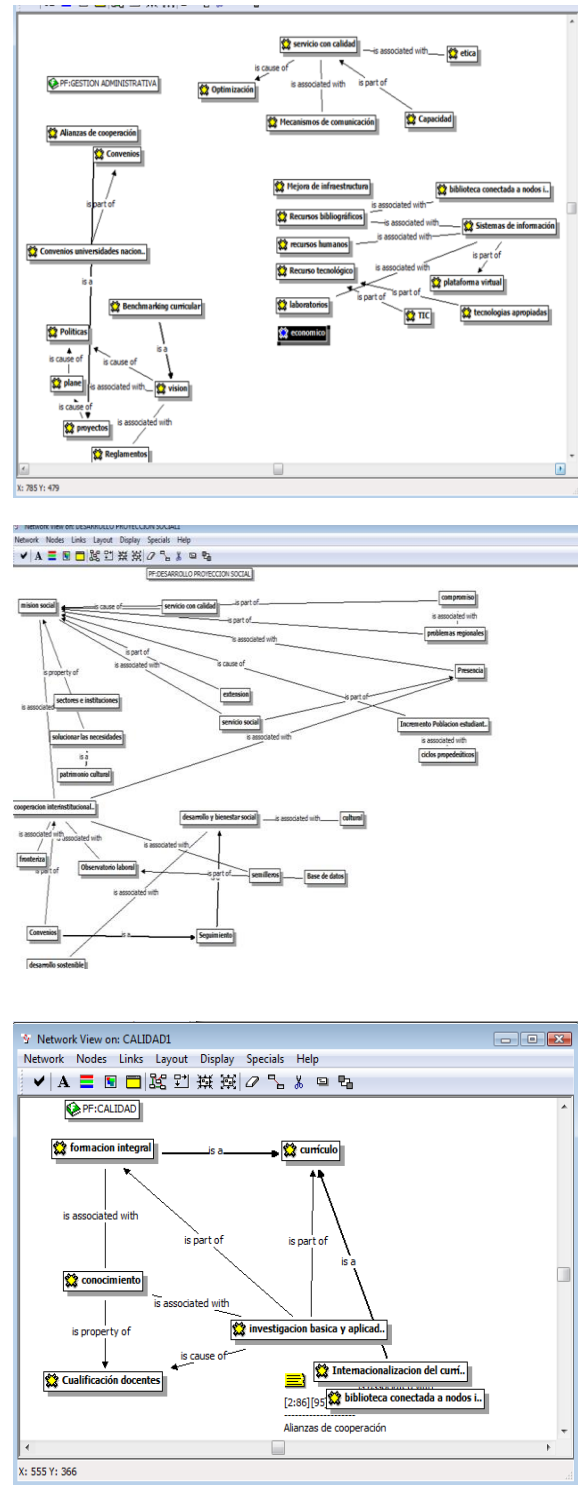 servicio con calidad
is associated with
etica
is cause of
PF:GESTION ADMINISTRATIVA
Optimización
is associated with
is part of
Mecanismos de comunicación
Capacidad
Alianzas de cooperación
Convenios
is part of
Mejora de infraestructura
biblioteca conectada a nodos i..
is associated with
Recursos bibliográficos
is associated with
Sistemas de información
recursos humanos
is associated with
Convenios universidades nacion..
is part of
Recurso tecnológico
is associated with
plataforma virtual
is a
is part of
"is part of
Benchmarking curricular
laboratorios
TIC
tecnologias apropiadas
Politicas
economico
is a
is cause of
is cause of
plane
is associated with
vision
is cause of
proyectos
is associated with
Reglamentos
X: 785 Y: 479
Network View on: DESARROLLO PROYECCION SOCIAL1
Network Nodes Links Layout Display Specials Help
A
PF:DESARROLLO PROYECCION SOCIAL
mision social
is cause of
servicio con calidad
is part of
compromiso
is associated with
is part of
problemas regionales
is associated with
is part of
is associated with
is cause of
Presencia
is property of
sectores e instituciones
extension
is part of
is associated
servicio social
Incremento Poblacion estudiant..
solucionar las necesidades
is associated with
is associated with
is a
ciclos propedeúticos
patrimonio cultural
cooperacion interinstitucional..
desarrollo y bienestar social
is associated with
cultural
is associated with
is associated with
is associated with
fronteriza
Observatorio laboral
is part of
semilleros
Base de datos
is part of
is associated with
Convenios
is a
Seguimiento
desarrollo sostenible
Network View on: CALIDAD1
Network Nodes Links Layout Display Specials Help
A
PF:CALIDAD
formacion integral
is a
currículo
is associated with
is part of
is part of
is a
conocimiento
is associated with
is property of
investigacion basica y aplicad..
is cause of
Internacionalizacion del currí..
Cualificación docentes
[2:86][95]
biblioteca conectada a nodos i..
--------------------
Alianzas de cooperación
X: 555 Y: 366